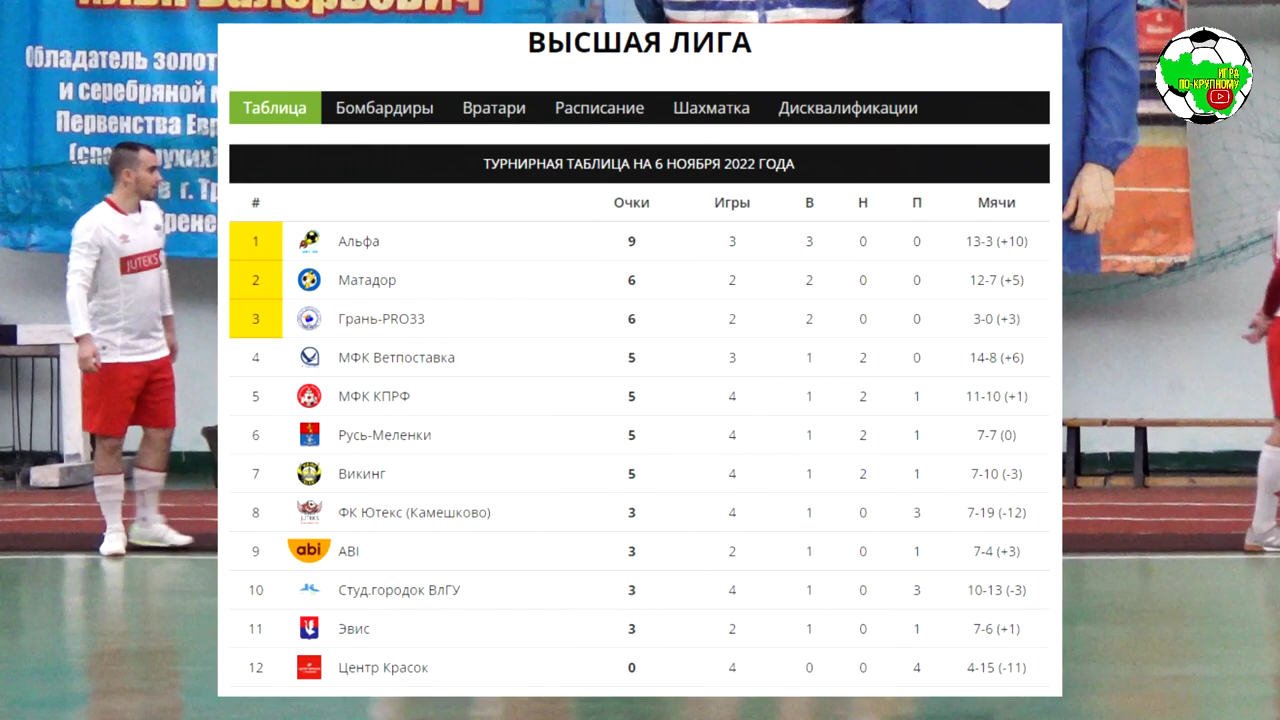 Валерьевич
Обладатель золот
и серебряной
Первенства Евр
г. Тр
JUTEKS
ИГРА
ПО-КРУПНОМУ
ВЫСШАЯ ЛИГА
Таблица Бомбардиры Вратари Расписание Шахматка Дисквалификации
ТУРНИРНАЯ ТАБЛИЦА НА 6 НОЯБРЯ 2022 ГОДА
# Очки Игры В Н П Мячи
1 Альфа 9 3 3 0 0 13-3 (+10)
2 Матадор 6 2 2 0 0 12-7 (+5)
3 Грань-PRO33 6 2 2 0 0 3-0 (+3)
4 МФК Ветпоставка 5 3 1 2 0 14-8 (+6)
5 МФК КПРФ 5 4 1 2 1 11-10 (+1)
6 Русь-Меленки 5 4 1 2 1 7-7 (0)
7 Викинг 5 4 1 2 1 7-10 (-3)
8 ФК Ютекс (Камешково) 3 4 1 0 3 7-19 (-12)
9 abi ABI 3 2 1 0 1 7-4 (+3)
10 Студ.городок ВлГУ 3 4 1 0 3 10-13 (-3)
11 Эвис 3 2 1 0 1 7-6 (+1)
12 Центр Красок 0 4 0 0 4 4-15 (-11)